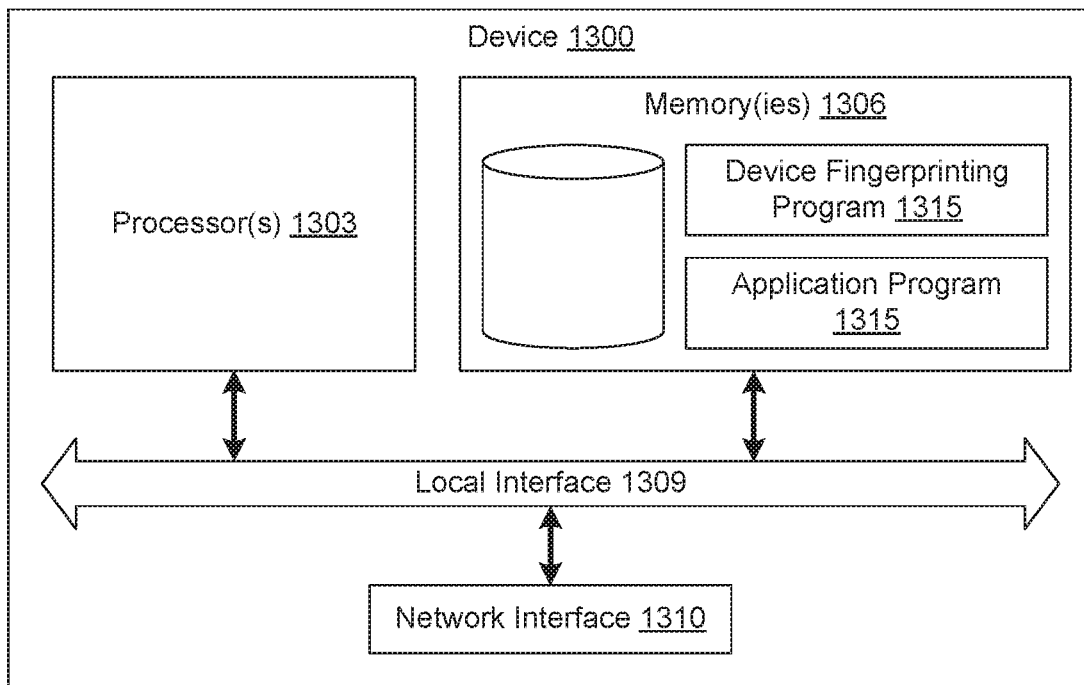 Device 1300
Processor(s) 1303
Memory(ies) 1306
Device Fingerprinting
Program 1315
Application Program
1315
Local Interface 1309
Network Interface 1310